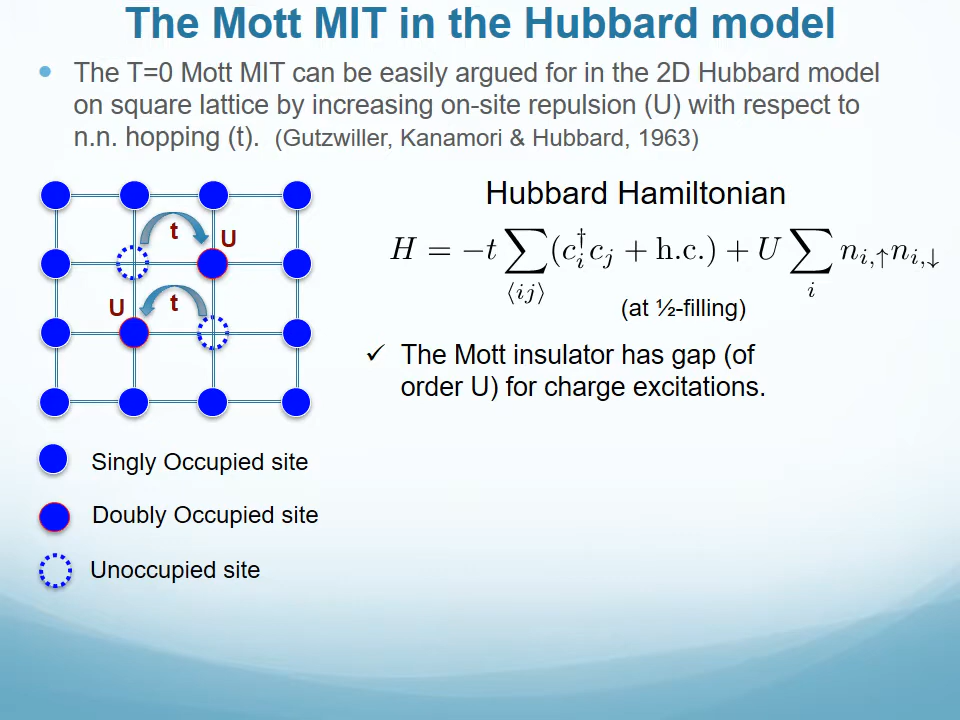 The Mott MIT in the Hubbard model
• The T=0 Mott MIT can be easily argued for in the 2D Hubbard model
on square lattice by increasing on-site repulsion (U) with respect to
n.n. hopping (t). (Gutzwiller, Kanamori & Hubbard, 1963)
t
U
U
t
Hubbard Hamiltonian
H = −t ∑⟨ij⟩ (c†i cj + h.c.) + U ∑i ni,↑ni,↓
(at ½-filling)
✓ The Mott insulator has gap (of
order U) for charge excitations.
Singly Occupied site
Doubly Occupied site
Unoccupied site